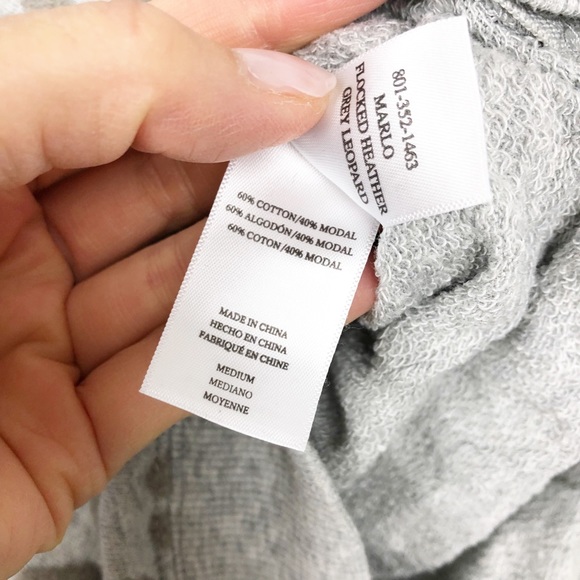 801-352-1463
MARLO
FLOCKED HEATHER
GREY LEOPARD
60% COTTON/40% MODAL
60% ALGODÓN/40% MODAL
60% COTON/40% MODAL
MADE IN CHINA
HECHO EN CHINA
FABRIQUÉ EN CHINE
MEDIUM
MEDIANO
MOYENNE